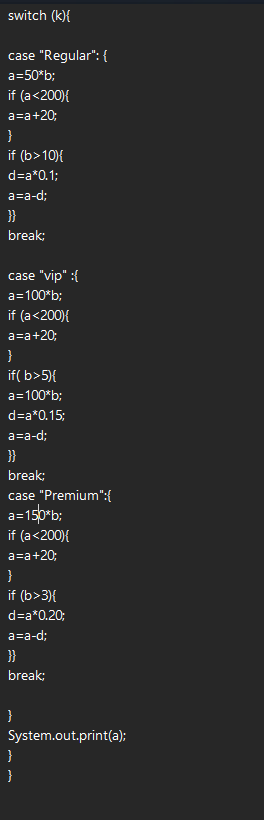 switch (k){
case "Regular": {
a=50*b;
if (a<200){
a=a+20;
}
if (b>10){
d=a*0.1;
a=a-d;
}}
break;
case "vip" :{
a=100*b;
if (a<200){
a=a+20;
}
if( b>5){
a=100*b;
d=a*0.15;
a=a-d;
}}
break;
case "Premium":{
a=150*b;
if (a<200){
a=a+20;
}
if (b>3){
d=a*0.20;
a=a-d;
}}
break;
}
System.out.print(a);
}
}